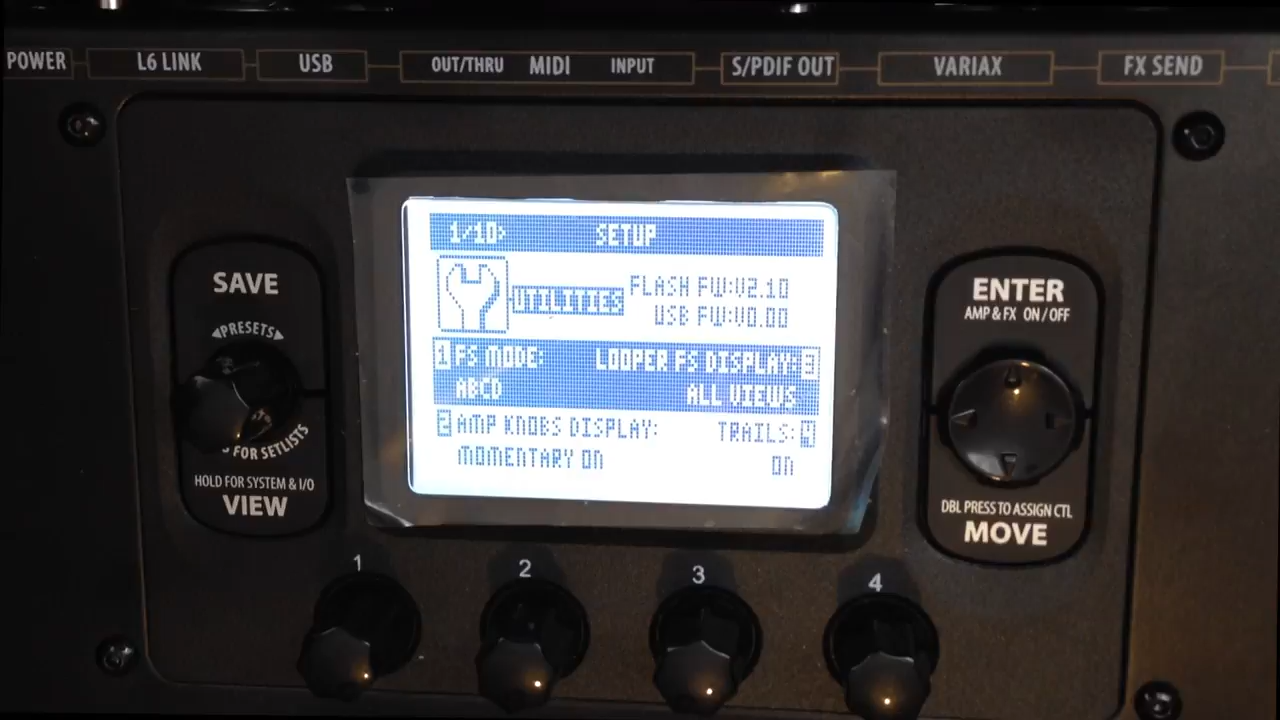 POWER L6 LINK USB OUT/THRU MIDI INPUT S/PDIF OUT VARIAX FX SEND
1/10> SETUP
UTILITIES
FLASH FW:V2.10
USB FW:V0.00
1 FS MODE: LOOPER FS DISPLAY: 3
ABCD ALL VIEWS
2 AMP KNOBS DISPLAY: TRAILS: 4
MOMENTARY ON ON
SAVE
◀PRESETS▶
FOR SETLISTS
HOLD FOR SYSTEM & I/O
VIEW
ENTER
AMP & FX ON / OFF
DBL PRESS TO ASSIGN CTL
MOVE
1 2 3 4